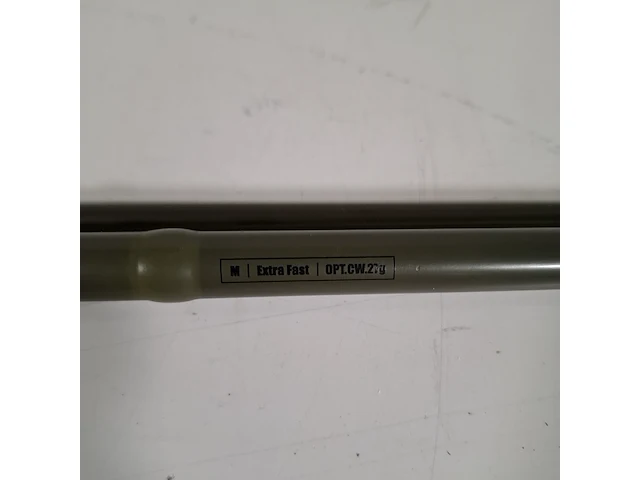 M | Extra Fast | OPT.CW.27g